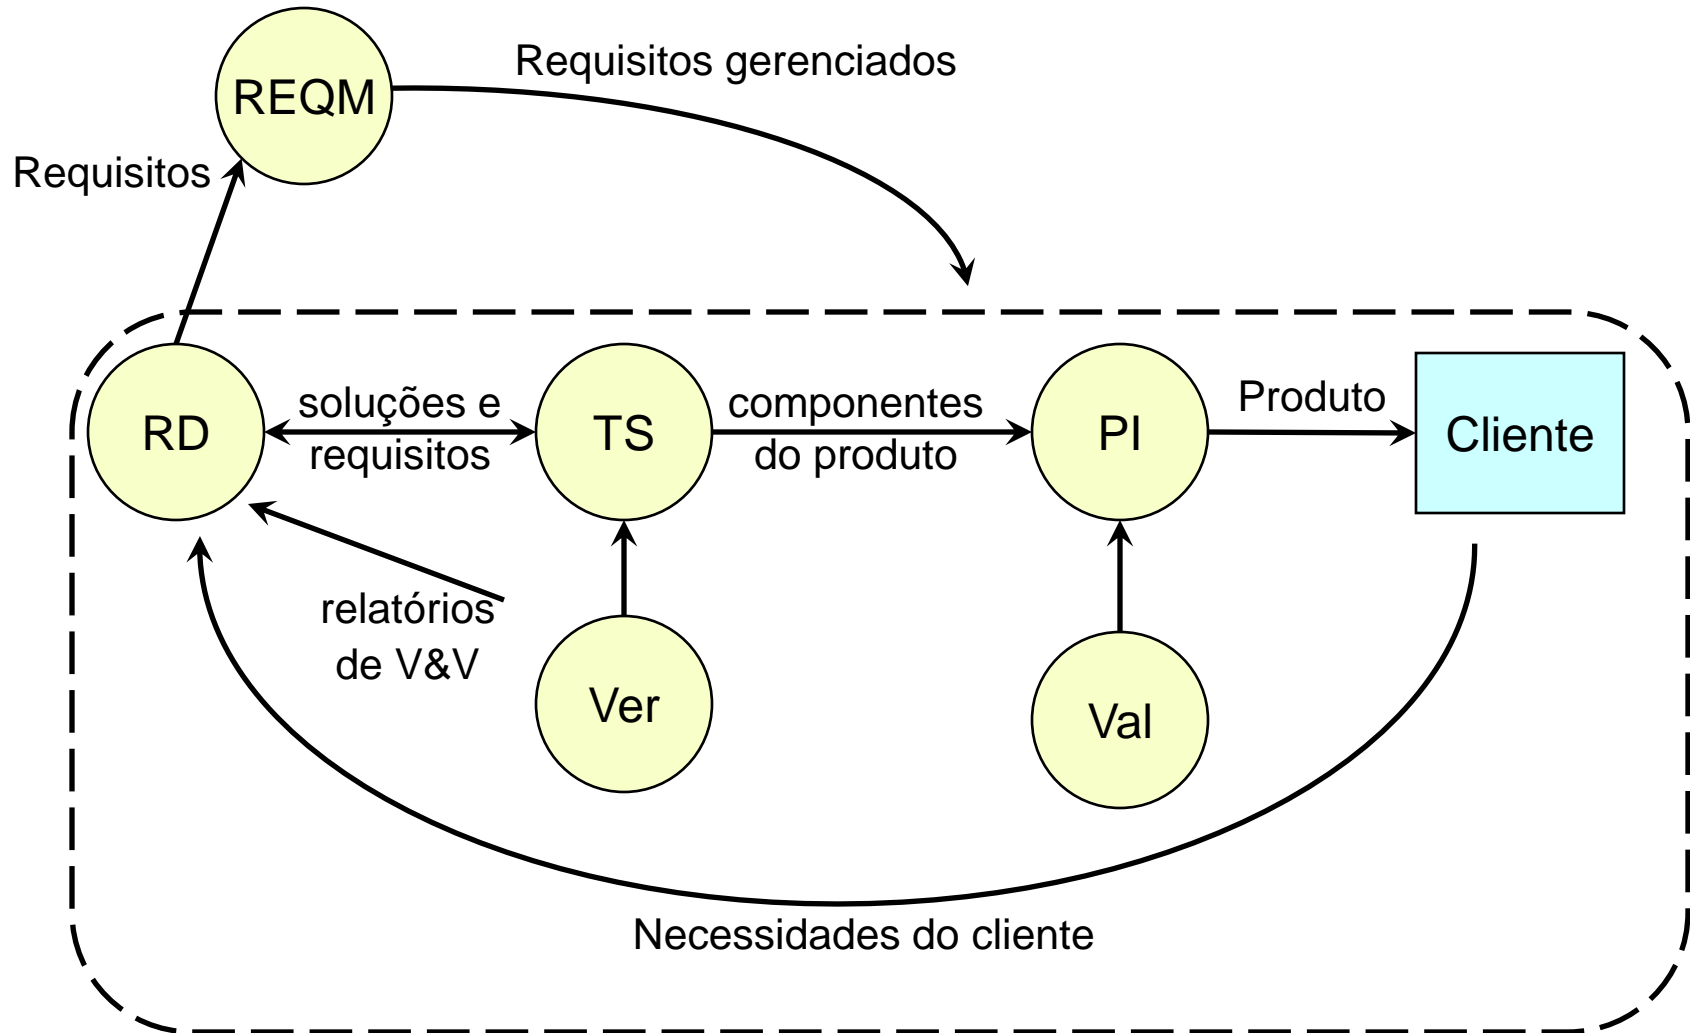 Requisitos gerenciados
REQM
Requisitos
soluções e
requisitos
componentes
do produto
Produto
RD
TS
PI
Cliente
relatórios
de V&V
Ver
Val
Necessidades do cliente